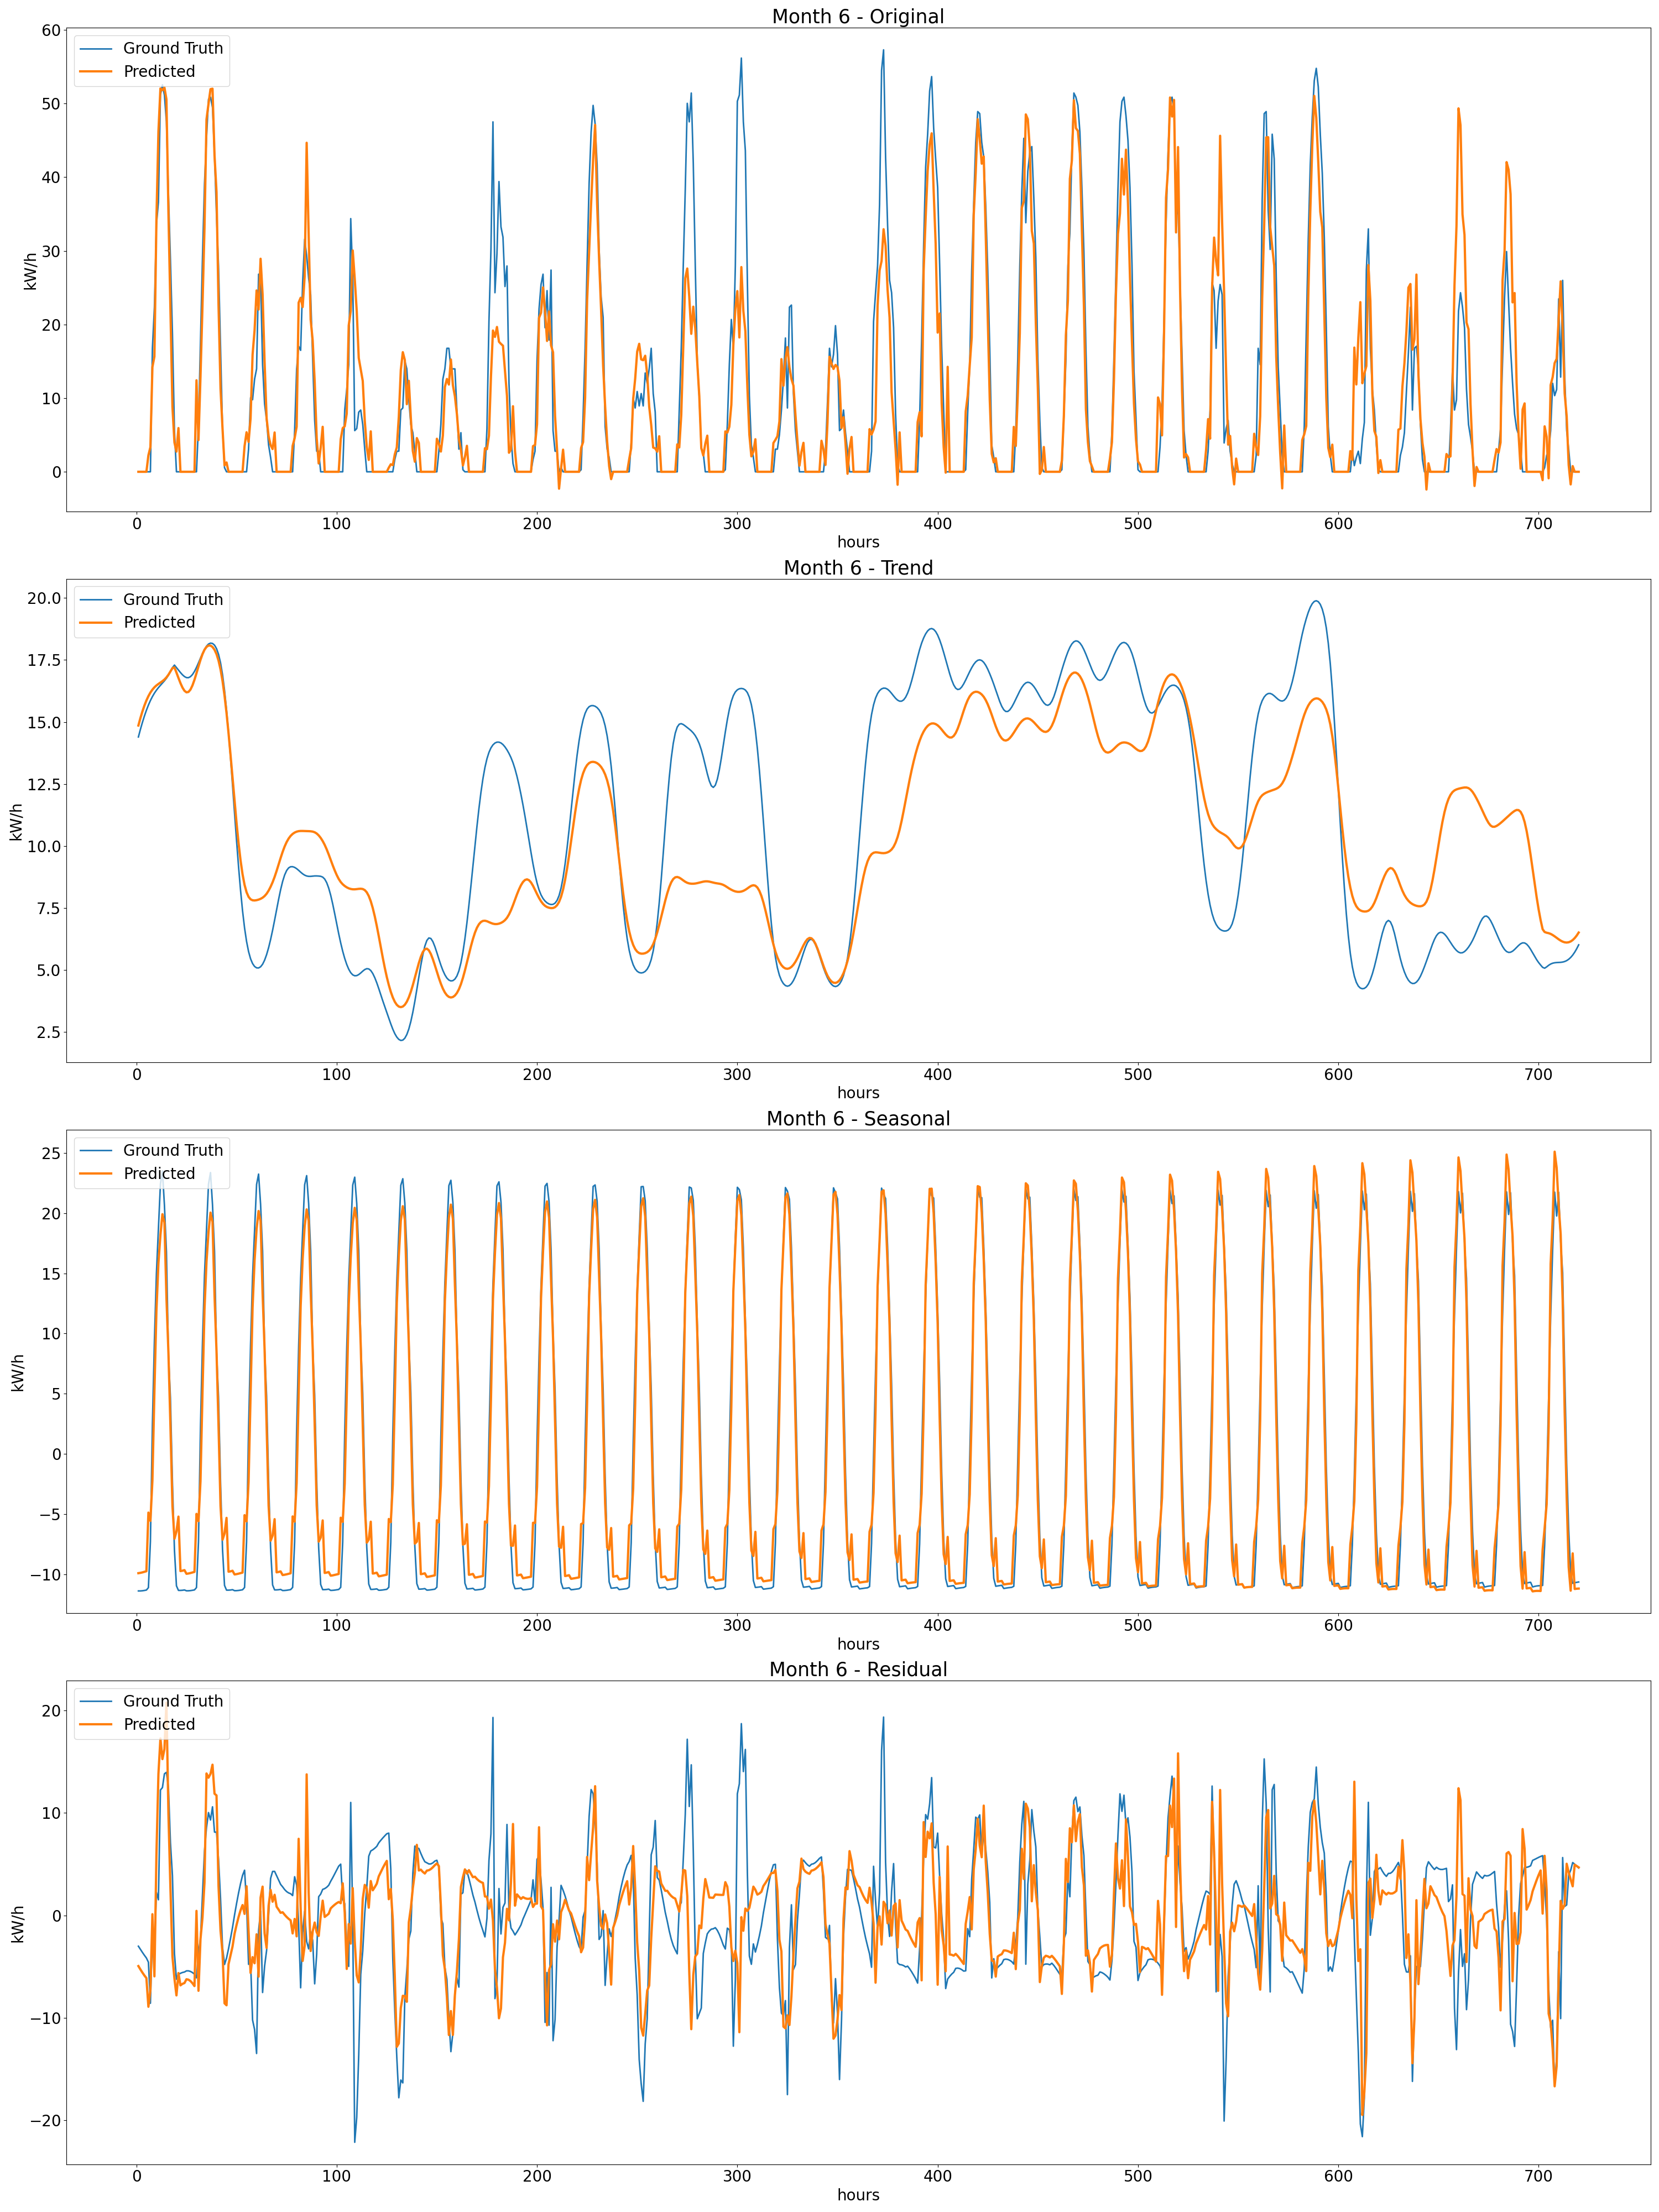 Month 6 - Original
Ground Truth
Predicted
kW/h
60
50
40
30
20
10
0
0 100 200 300 400 500 600 700
hours
Month 6 - Trend
Ground Truth
Predicted
kW/h
20.0
17.5
15.0
12.5
10.0
7.5
5.0
2.5
0 100 200 300 400 500 600 700
hours
Month 6 - Seasonal
Ground Truth
Predicted
kW/h
25
20
15
10
5
0
−5
−10
0 100 200 300 400 500 600 700
hours
Month 6 - Residual
Ground Truth
Predicted
kW/h
20
10
0
−10
−20
0 100 200 300 400 500 600 700
hours